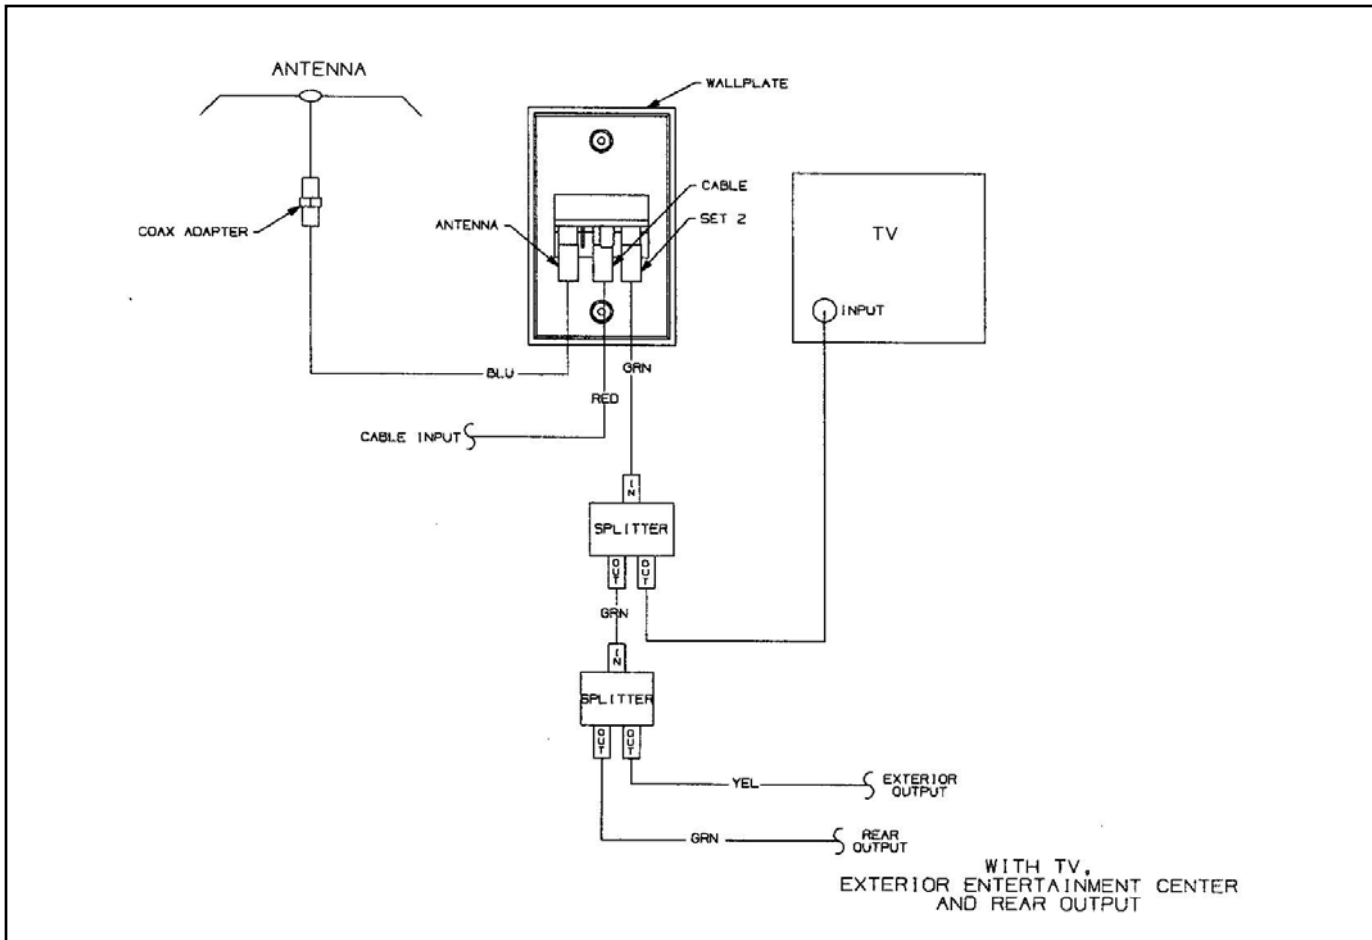 ANTENNA
WALLPLATE
CABLE
SET 2
ANTENNA
COAX ADAPTER
TV
INPUT
BLU
GRN
RED
CABLE INPUT
IN
SPLITTER
OUT
OUT
GRN
IN
SPLITTER
OUT
OUT
YEL
EXTERIOR
OUTPUT
GRN
REAR
OUTPUT
WITH TV,
EXTERIOR ENTERTAINMENT CENTER
AND REAR OUTPUT